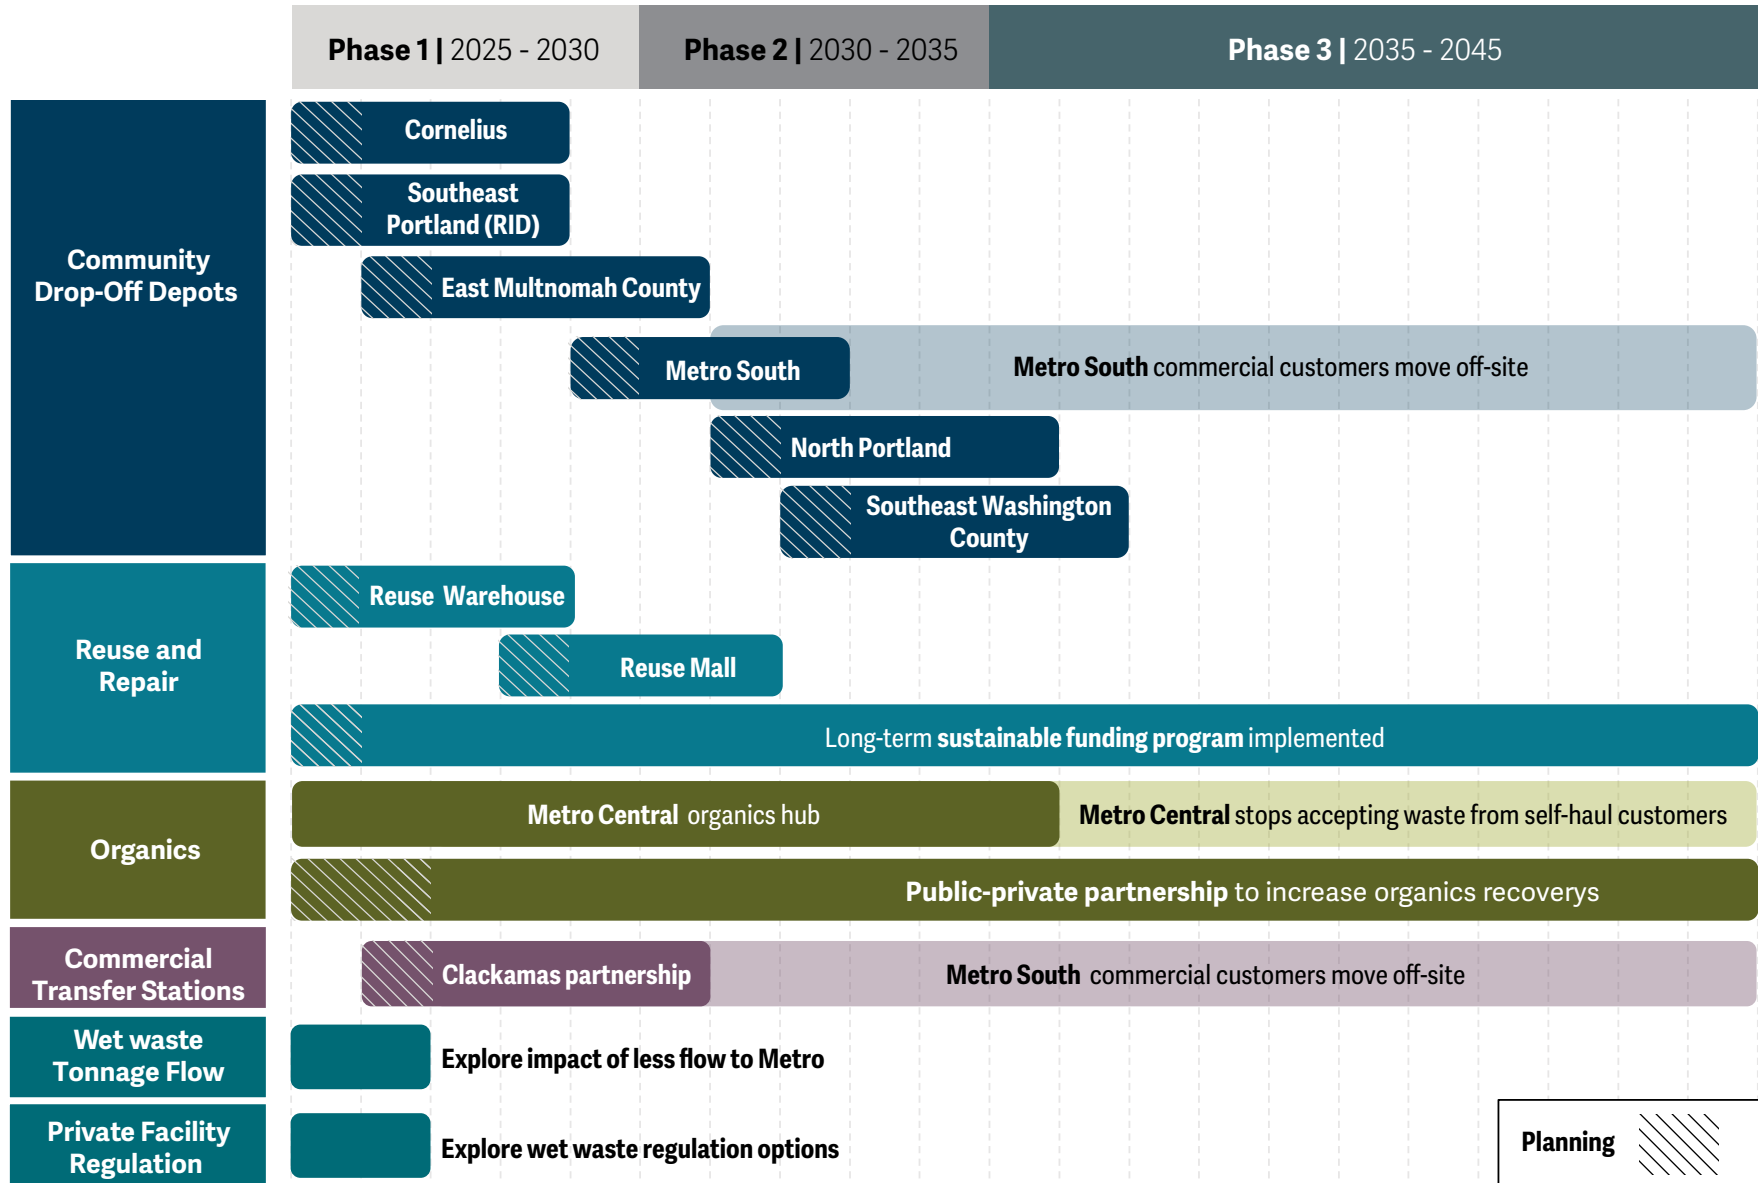 Phase 1 | 2025 - 2030
Phase 2 | 2030 - 2035
Phase 3 | 2035 - 2045
Community
Drop-Off Depots
Cornelius
Southeast
Portland (RID)
East Multnomah County
Metro South
Metro South commercial customers move off-site
North Portland
Southeast Washington
County
Reuse and
Repair
Reuse Warehouse
Reuse Mall
Long-term sustainable funding program implemented
Organics
Metro Central organics hub
Metro Central stops accepting waste from self-haul customers
Public-private partnership to increase organics recoverys
Commercial
Transfer Stations
Clackamas partnership
Metro South commercial customers move off-site
Wet waste
Tonnage Flow
Explore impact of less flow to Metro
Private Facility
Regulation
Explore wet waste regulation options
Planning